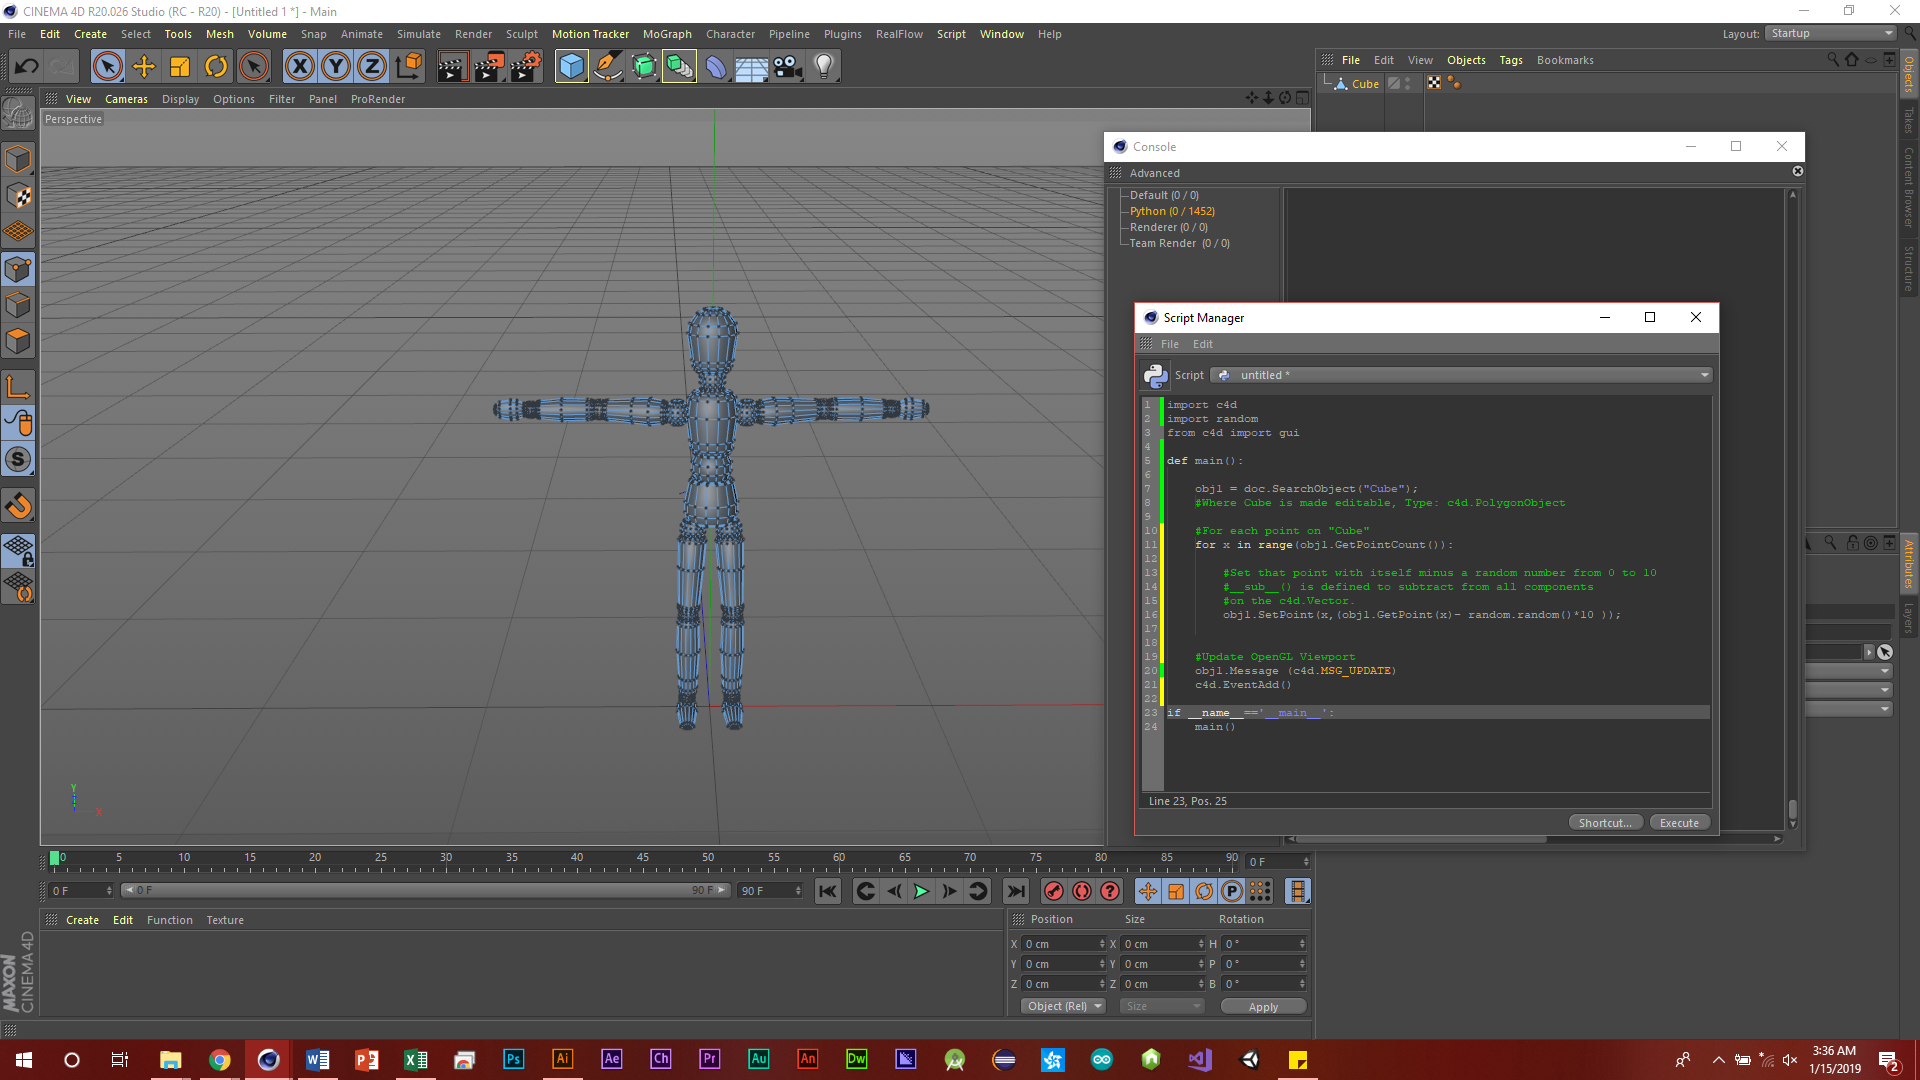 CINEMA 4D R20.026 Studio (RC - R20) - [Untitled 1 *] - Main
File Edit Create Select Tools Mesh Volume Snap Animate Simulate Render Sculpt Motion Tracker MoGraph Character Pipeline Plugins RealFlow Script Window Help
Layout: Startup
File Edit View Objects Tags Bookmarks
Cube
View Cameras Display Options Filter Panel ProRender
Perspective
Console
Advanced
Default (0 / 0)
Python (0 / 1452)
Renderer (0 / 0)
Team Render (0 / 0)
Script Manager
File Edit
Script untitled *
1 import c4d
2 import random
3 from c4d import gui
4
5 def main():
6
7 obj1 = doc.SearchObject("Cube");
8 #Where Cube is made editable, Type: c4d.PolygonObject
9
10 #For each point on "Cube"
11 for x in range(obj1.GetPointCount()):
12
13 #Set that point with itself minus a random number from 0 to 10
14 #__sub__() is defined to subtract from all components
15 #on the c4d.Vector.
16 obj1.SetPoint(x,(obj1.GetPoint(x)- random.random()*10 ));
17
18
19 #Update OpenGL Viewport
20 obj1.Message (c4d.MSG_UPDATE)
21 c4d.EventAdd()
22
23 if __name__=='__main__':
24 main()
Line 23, Pos. 25
Shortcut... Execute
Objects
Takes
Content Browser
Structure
Attributes
Layers
X Y Z
S
Y
X
0 5 10 15 20 25 30 35 40 45 50 55 60 65 70 75 80 85 90
0 F
0 F 0 F 90 F 90 F
P
Create Edit Function Texture
Position Size Rotation
X 0 cm X 0 cm H 0 °
Y 0 cm Y 0 cm P 0 °
Z 0 cm Z 0 cm B 0 °
Object (Rel) Size Apply
MAXON
CINEMA 4D
Ps Ai Ae Ch Pr Au An Dw
3:36 AM
1/15/2019
2